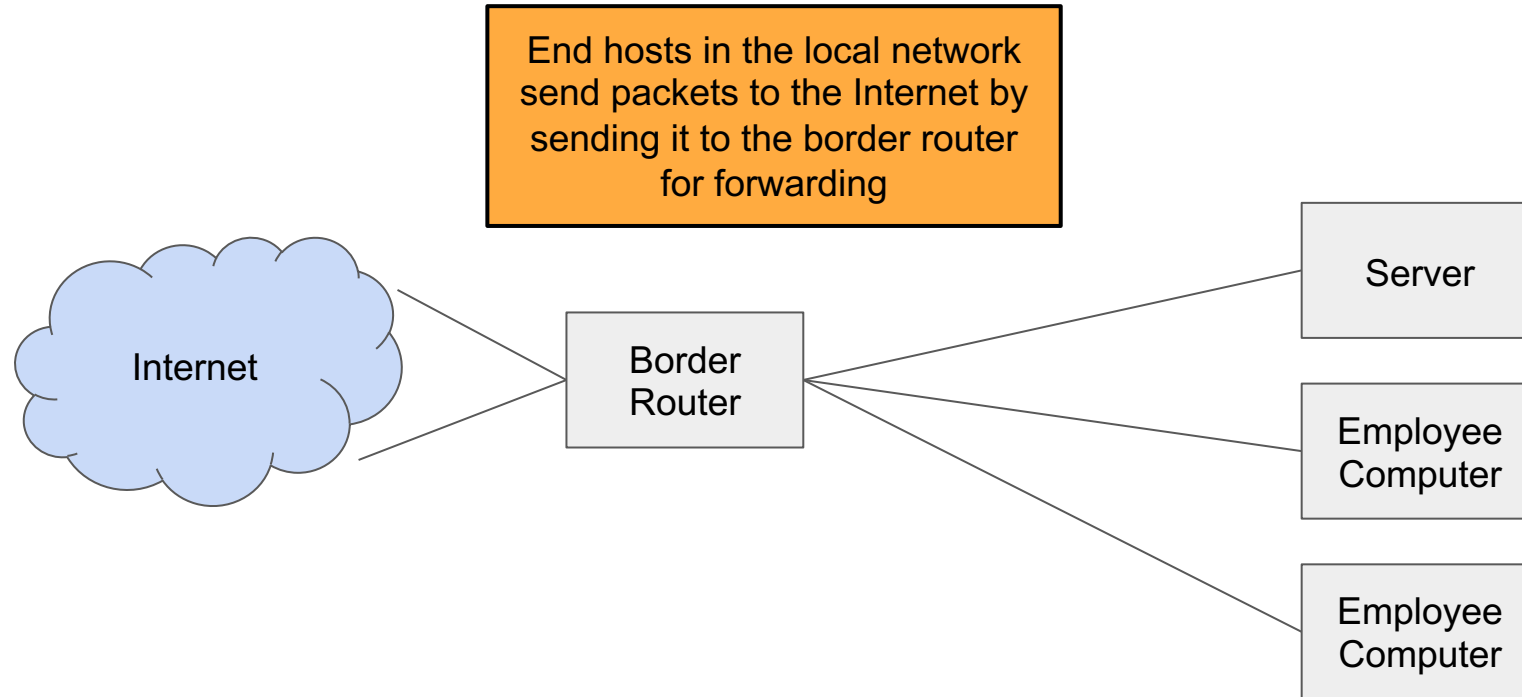 End hosts in the local network
send packets to the Internet by
sending it to the border router
for forwarding
Internet
Border
Router
Server
Employee
Computer
Employee
Computer